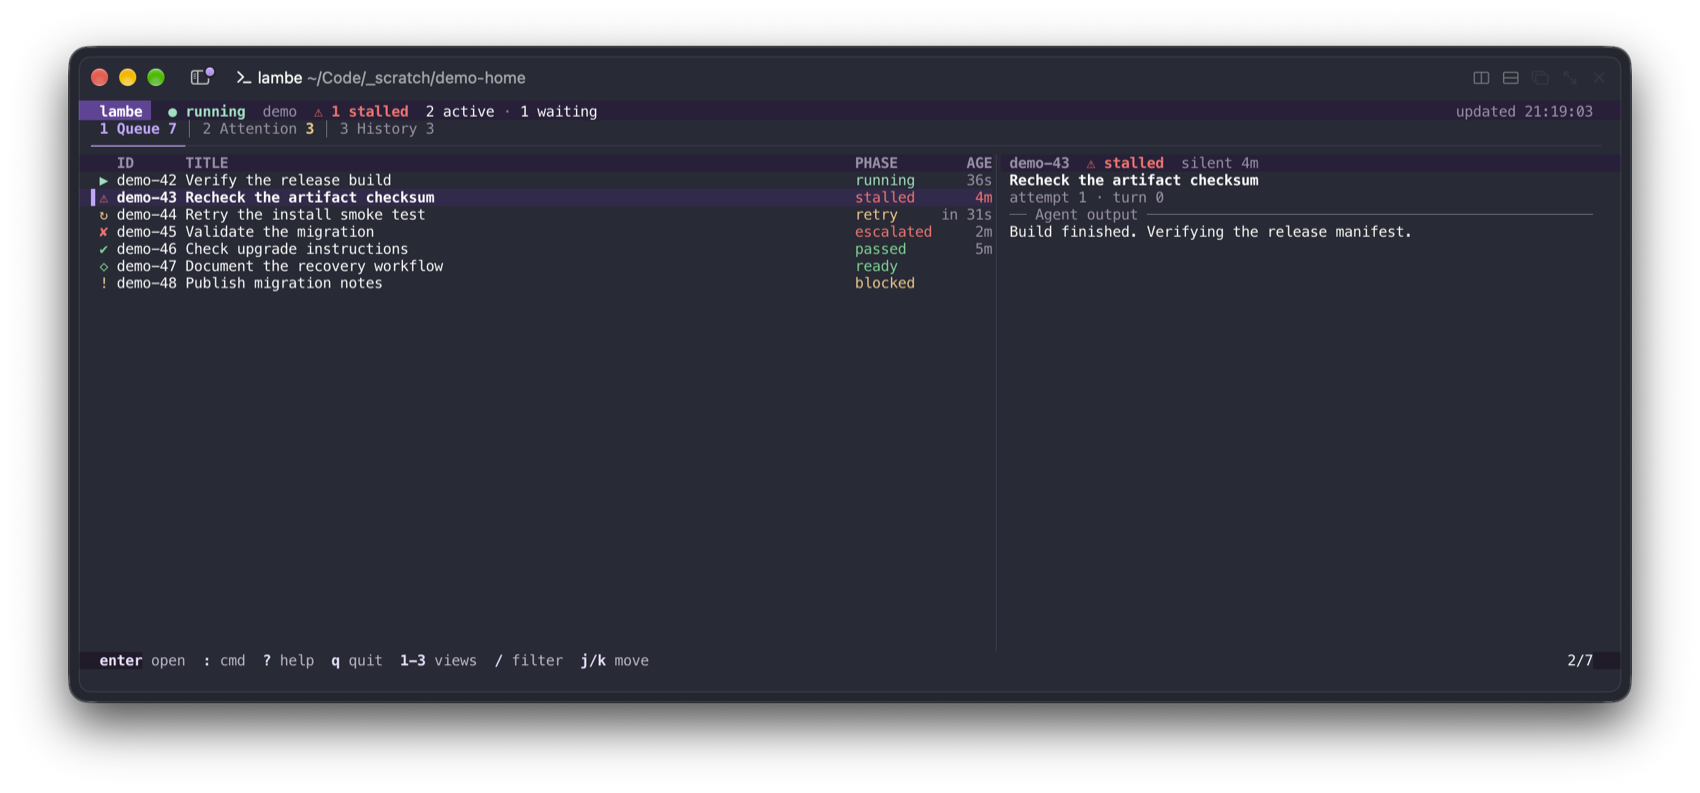 lambe ~/Code/_scratch/demo-home
lambe ● running demo ⚠ 1 stalled 2 active · 1 waiting updated 21:19:03
1 Queue 7 │ 2 Attention 3 │ 3 History 3
ID TITLE PHASE AGE
▶ demo-42 Verify the release build running 36s
⚠ demo-43 Recheck the artifact checksum stalled 4m
↻ demo-44 Retry the install smoke test retry in 31s
✘ demo-45 Validate the migration escalated 2m
✔ demo-46 Check upgrade instructions passed 5m
◇ demo-47 Document the recovery workflow ready
! demo-48 Publish migration notes blocked
demo-43 ⚠ stalled silent 4m
Recheck the artifact checksum
attempt 1 · turn 0
── Agent output ──
Build finished. Verifying the release manifest.
enter open : cmd ? help q quit 1-3 views / filter j/k move 2/7